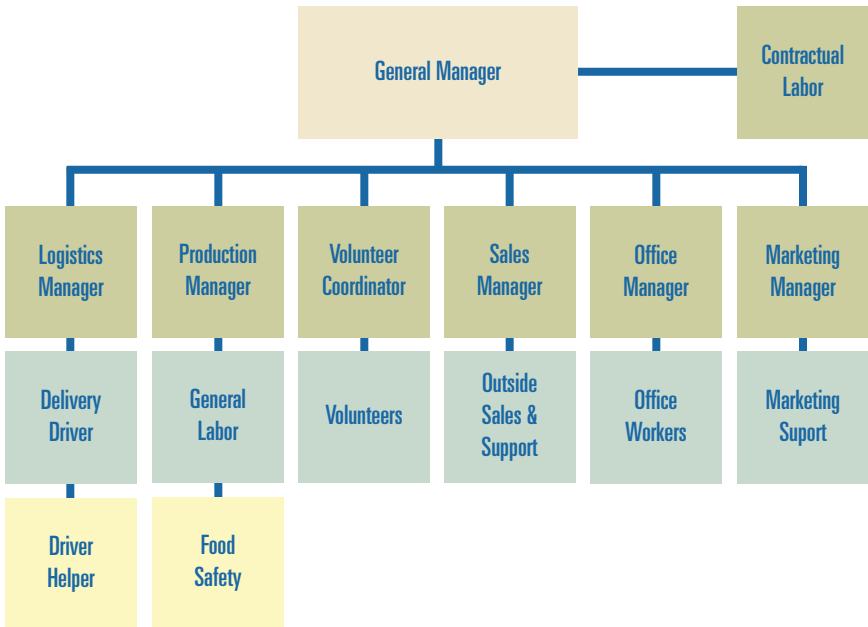 General Manager
Contractual
Labor
Logistics
Manager
Production
Manager
Volunteer
Coordinator
Sales
Manager
Office
Manager
Marketing
Manager
Delivery
Driver
General
Labor
Volunteers
Outside
Sales &
Support
Office
Workers
Marketing
Suport
Driver
Helper
Food
Safety